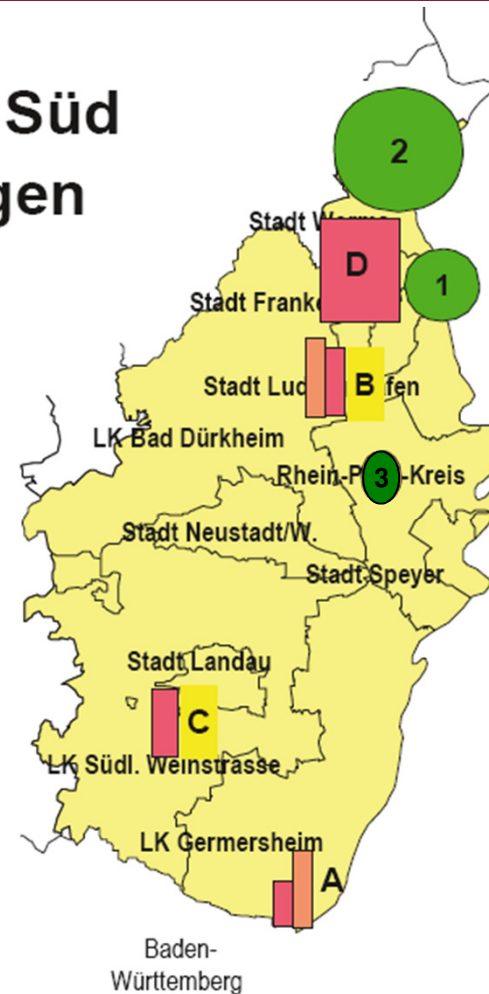 Süd
gen
2
Stadt
D
1
Stadt
Stadt
B
LK Bad Dürkheim
3
-Kreis
Stadt Neustadt/W.
Stadt Speyer
Stadt Landau
C
LK Südl. Weinstrasse
LK Germersheim
A
Baden-
Württemberg